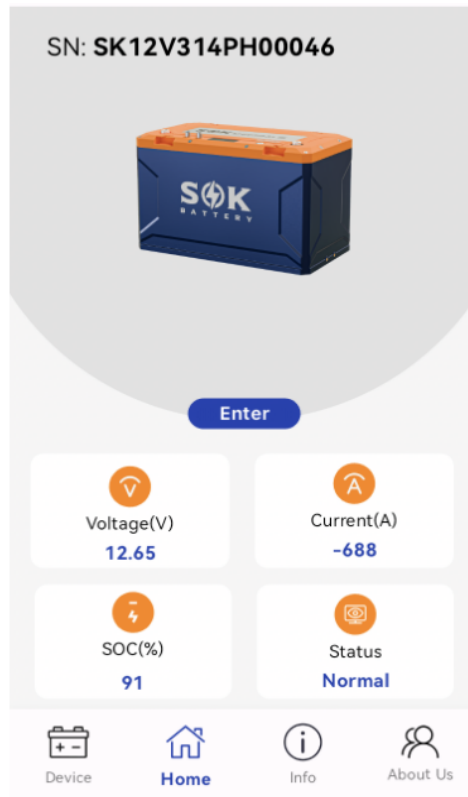 SN: SK12V314PH00046
SOK
BATTERY
Enter
Voltage(V)
12.65
Current(A)
-688
SOC(%)
91
Status
Normal
Device
Home
Info
About Us